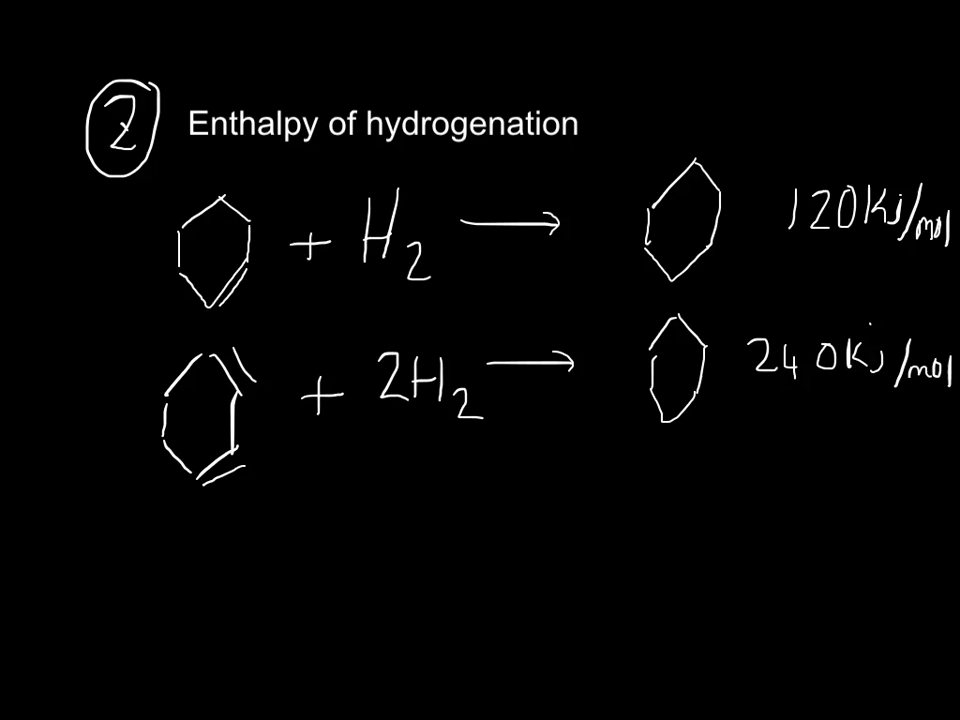 2 Enthalpy of hydrogenation
+ H2 → 120Kj/mol
+ 2H2 → 240Kj/mol